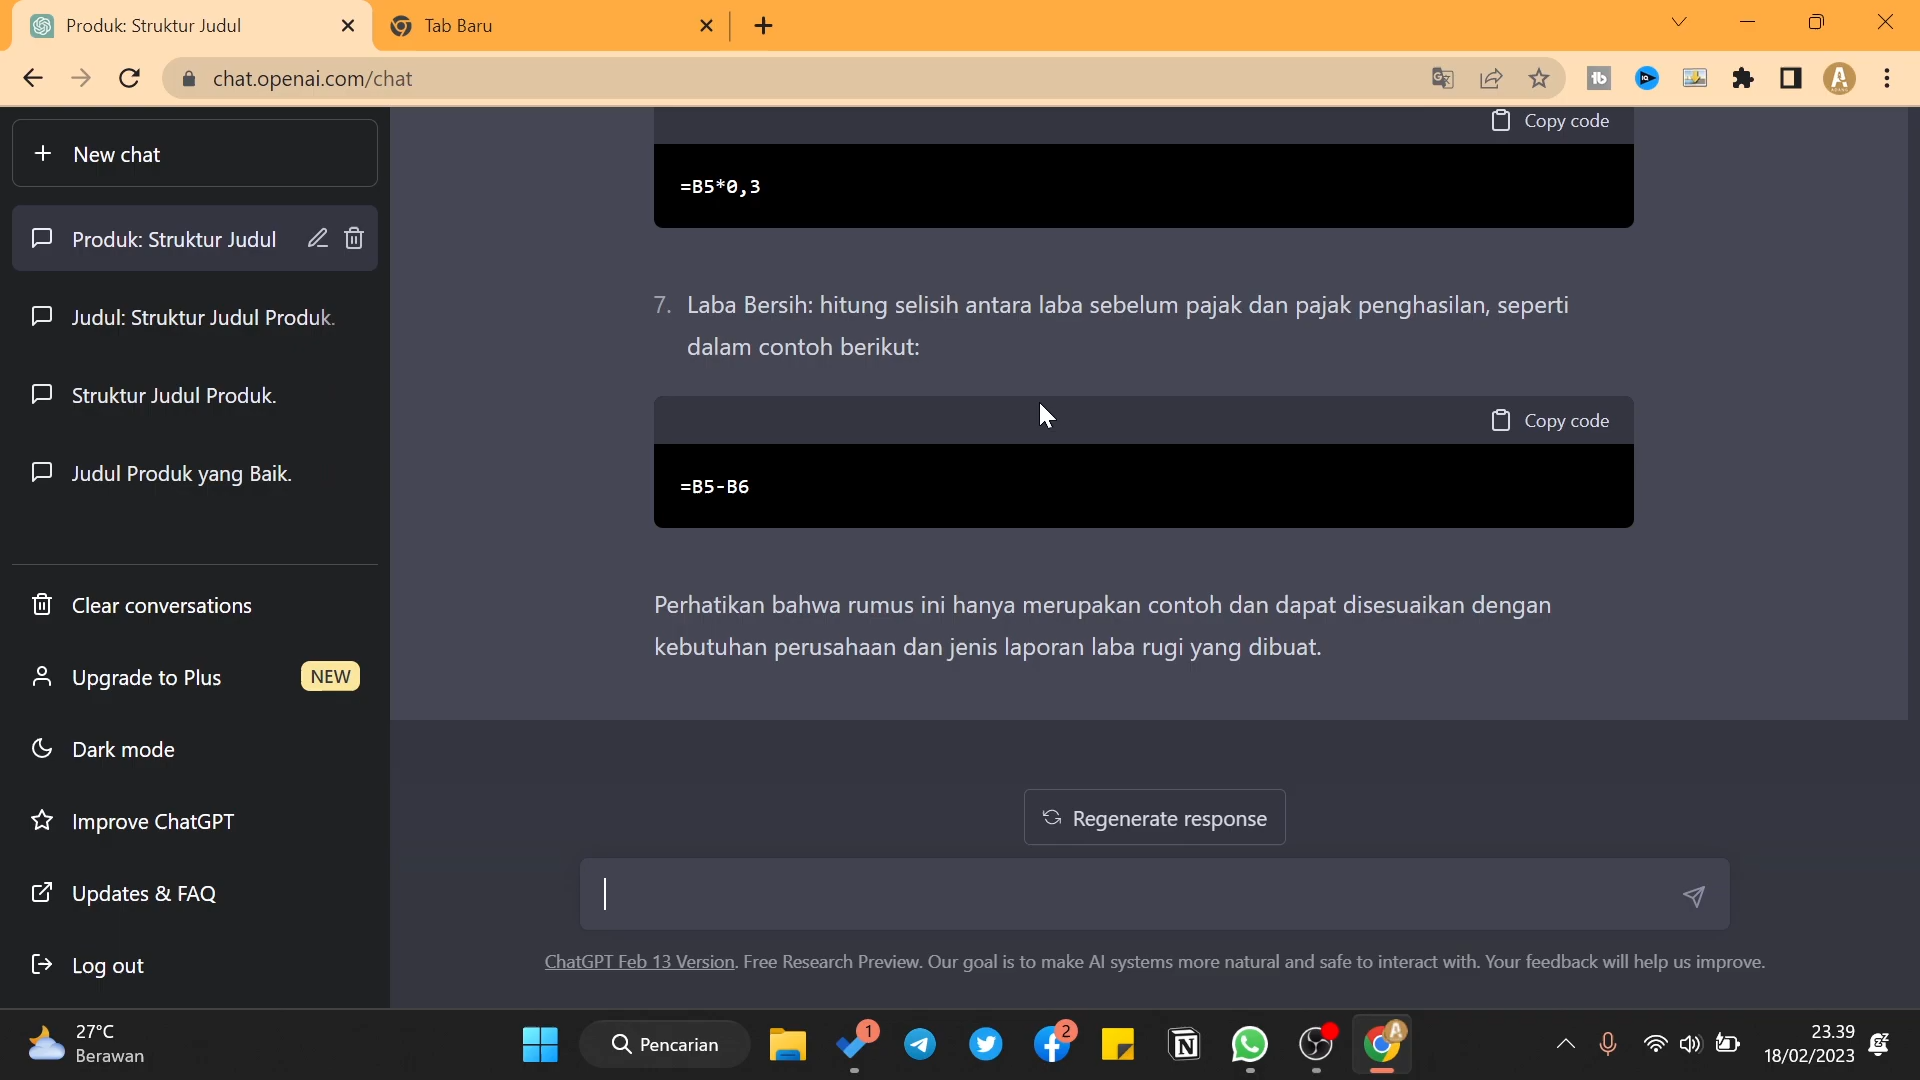 Produk: Struktur Judul
Tab Baru
chat.openai.com/chat
tb
A
New chat
Produk: Struktur Judul
Judul: Struktur Judul Produk.
Struktur Judul Produk.
Judul Produk yang Baik.
Clear conversations
Upgrade to Plus
NEW
Dark mode
Improve ChatGPT
Updates & FAQ
Log out
Copy code
=B5*0,3
7. Laba Bersih: hitung selisih antara laba sebelum pajak dan pajak penghasilan, seperti
dalam contoh berikut:
Copy code
=B5-B6
Perhatikan bahwa rumus ini hanya merupakan contoh dan dapat disesuaikan dengan
kebutuhan perusahaan dan jenis laporan laba rugi yang dibuat.
Regenerate response
ChatGPT Feb 13 Version. Free Research Preview. Our goal is to make AI systems more natural and safe to interact with. Your feedback will help us improve.
27°C
Berawan
Pencarian
1
2
A
23.39
18/02/2023